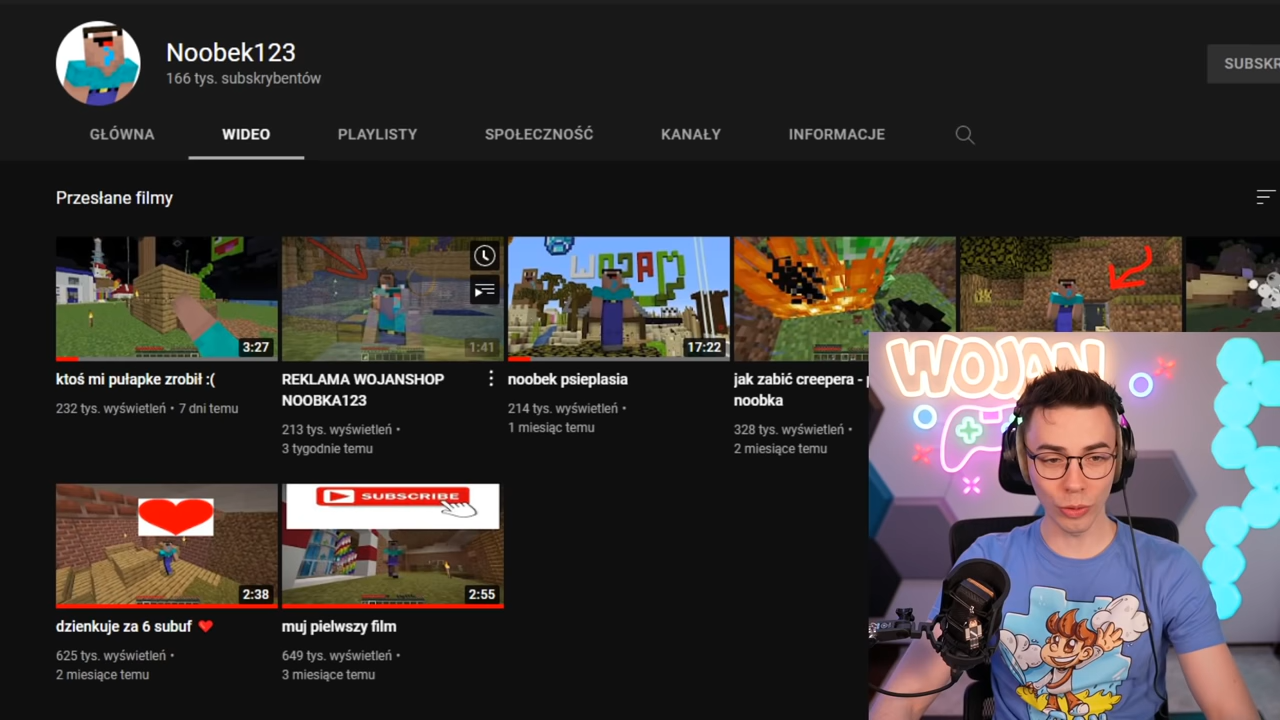 Noobek123
166 tys. subskrybentów
SUBSKR
GŁÓWNA
WIDEO
PLAYLISTY
SPOŁECZNOŚĆ
KANAŁY
INFORMACJE
Przesłane filmy
3:27
1:41
WOJAM
17:22
ktoś mi pułapke zrobił :(
232 tys. wyświetleń • 7 dni temu
REKLAMA WOJANSHOP
NOOBKA123
213 tys. wyświetleń •
3 tygodnie temu
noobek psieplasia
214 tys. wyświetleń •
1 miesiąc temu
jak zabić creepera -
noobka
328 tys. wyświetleń •
2 miesiące temu
WOJAN
SUBSCRIBE
2:38
2:55
dzienkuje za 6 subuf ❤
625 tys. wyświetleń •
2 miesiące temu
muj pielwszy film
649 tys. wyświetleń •
3 miesiące temu